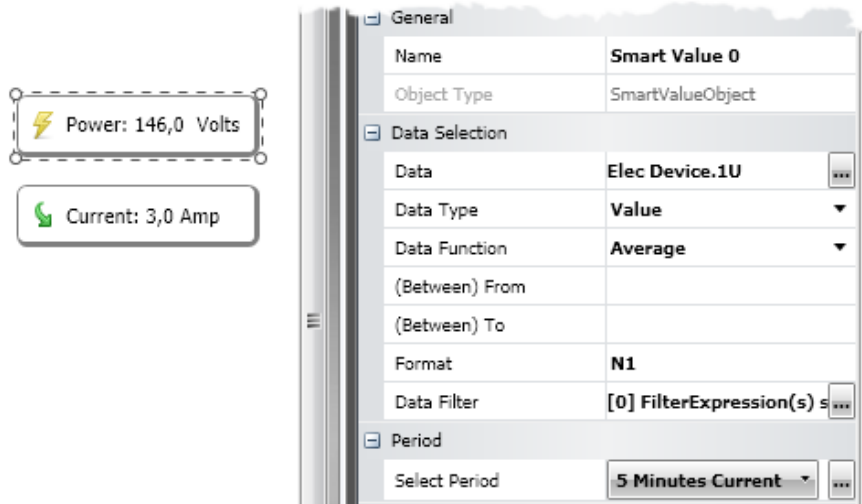 Power: 146,0 Volts
Current: 3,0 Amp
General
Name Smart Value 0
Object Type SmartValueObject
Data Selection
Data Elec Device.1U ...
Data Type Value
Data Function Average
(Between) From
(Between) To
Format N1
Data Filter [0] FilterExpression(s) s ...
Period
Select Period 5 Minutes Current ...